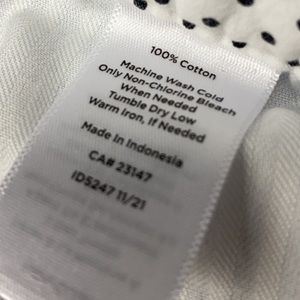 100% Cotton
Machine Wash Cold
Only Non-Chlorine Bleach
When Needed
Tumble Dry Low
Warm Iron, If Needed
Made In Indonesia
CA# 23147
ID5247 11/21